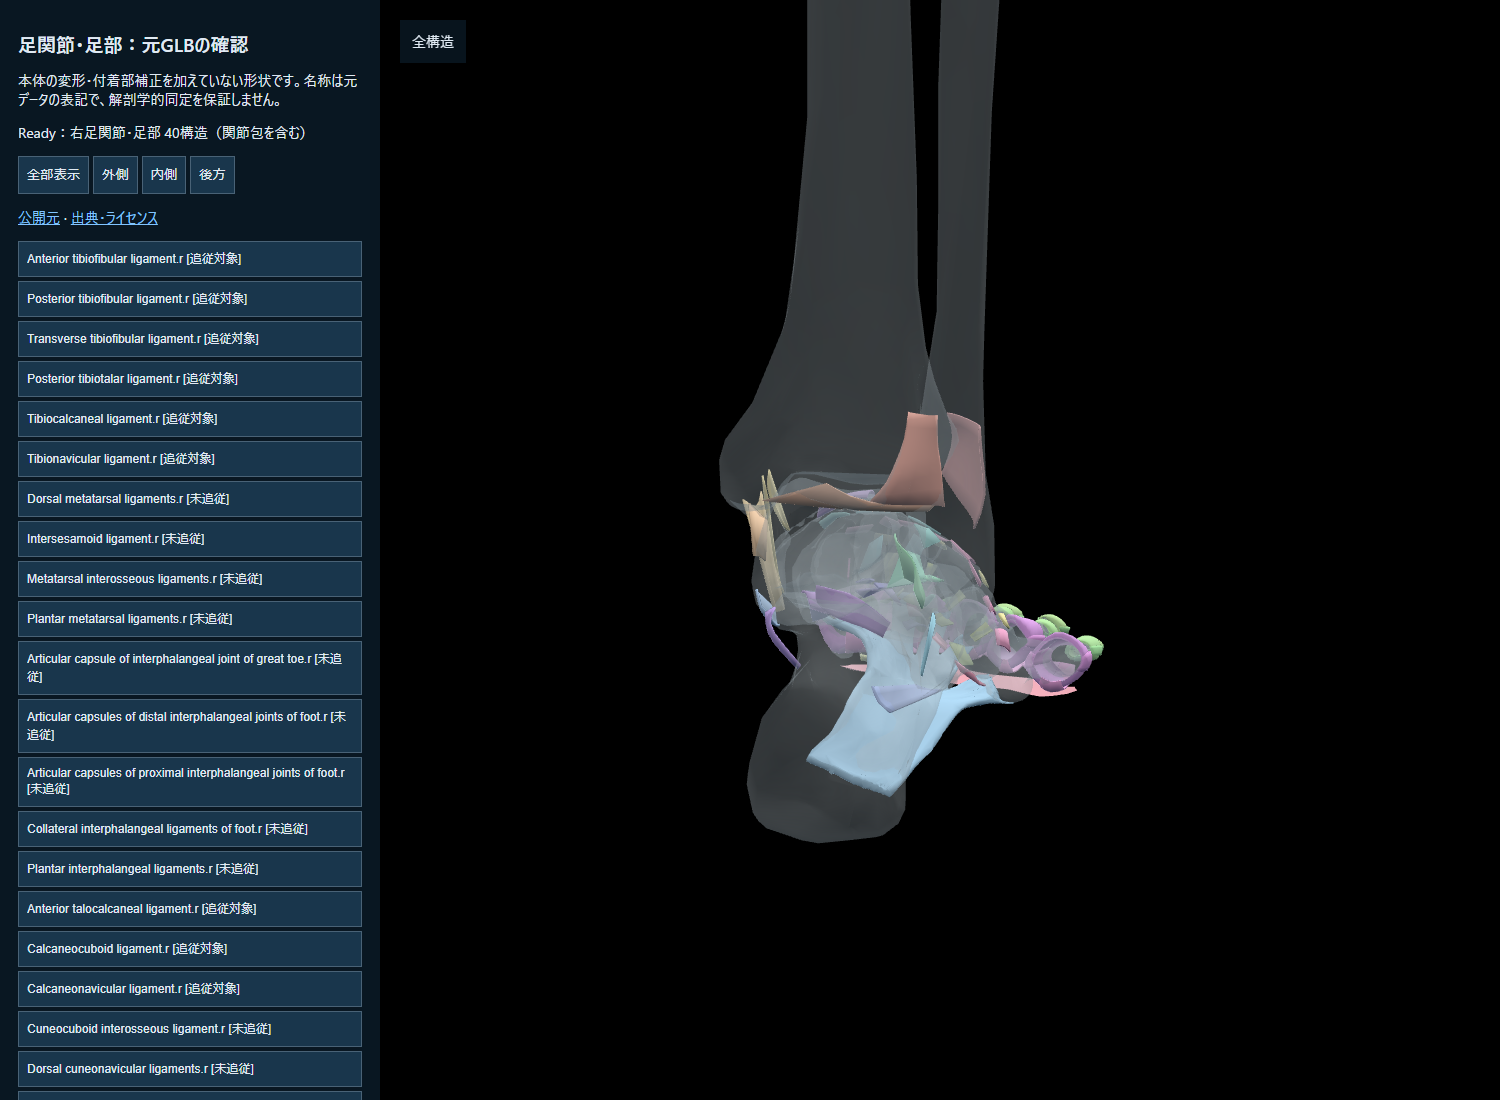 足関節・足部：元GLBの確認
本体の変形・付着部補正を加えていない形状です。名称は元
データの表記で、解剖学的同定を保証しません。
Ready：右足関節・足部 40構造（関節包を含む）
全部表示 外側 内側 後方
公開元 · 出典・ライセンス
Anterior tibiofibular ligament.r [追従対象]
Posterior tibiofibular ligament.r [追従対象]
Transverse tibiofibular ligament.r [追従対象]
Posterior tibiotalar ligament.r [追従対象]
Tibiocalcaneal ligament.r [追従対象]
Tibionavicular ligament.r [追従対象]
Dorsal metatarsal ligaments.r [未追従]
Intersesamoid ligament.r [未追従]
Metatarsal interosseous ligaments.r [未追従]
Plantar metatarsal ligaments.r [未追従]
Articular capsule of interphalangeal joint of great toe.r [未追
従]
Articular capsules of distal interphalangeal joints of foot.r [未
追従]
Articular capsules of proximal interphalangeal joints of foot.r
[未追従]
Collateral interphalangeal ligaments of foot.r [未追従]
Plantar interphalangeal ligaments.r [未追従]
Anterior talocalcaneal ligament.r [追従対象]
Calcaneocuboid ligament.r [追従対象]
Calcaneonavicular ligament.r [追従対象]
Cuneocuboid interosseous ligament.r [未追従]
Dorsal cuneonavicular ligaments.r [未追従]
全構造